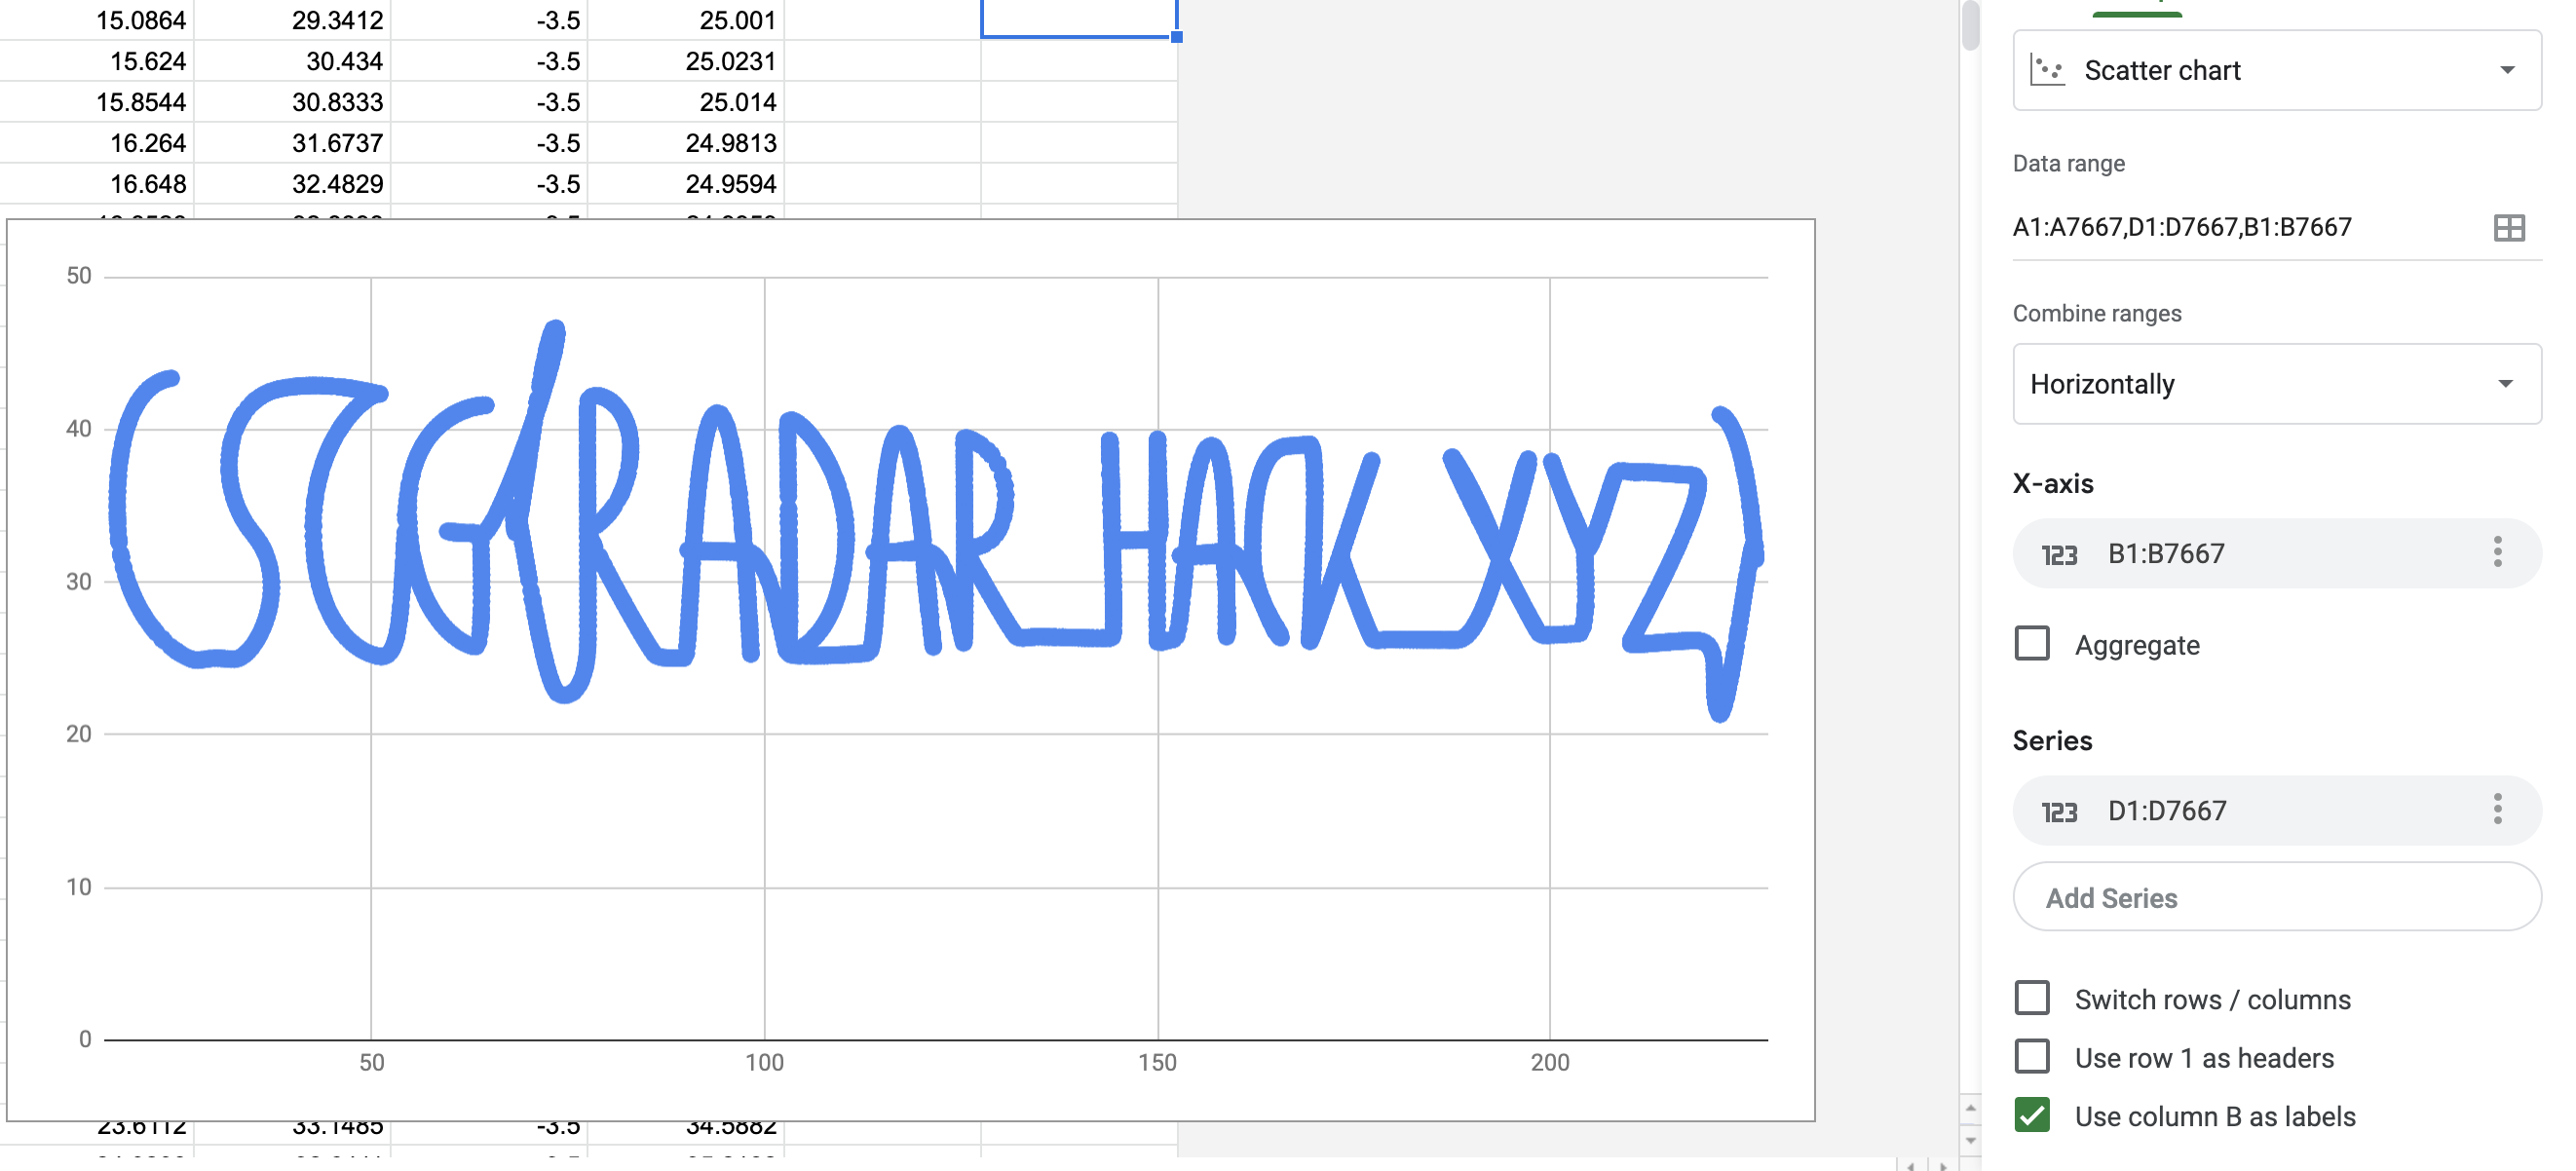 15.0864 29.3412 -3.5 25.001
15.624 30.434 -3.5 25.0231
15.8544 30.8333 -3.5 25.014
16.264 31.6737 -3.5 24.9813
16.648 32.4829 -3.5 24.9594
50
40
30
20
10
0
50 100 150 200
CSCG{RADAR_HACK_XYZ}
23.6112 33.1485 -3.5 34.5882
Scatter chart
Data range
A1:A7667,D1:D7667,B1:B7667
Combine ranges
Horizontally
X-axis
123 B1:B7667
Aggregate
Series
123 D1:D7667
Add Series
Switch rows / columns
Use row 1 as headers
Use column B as labels